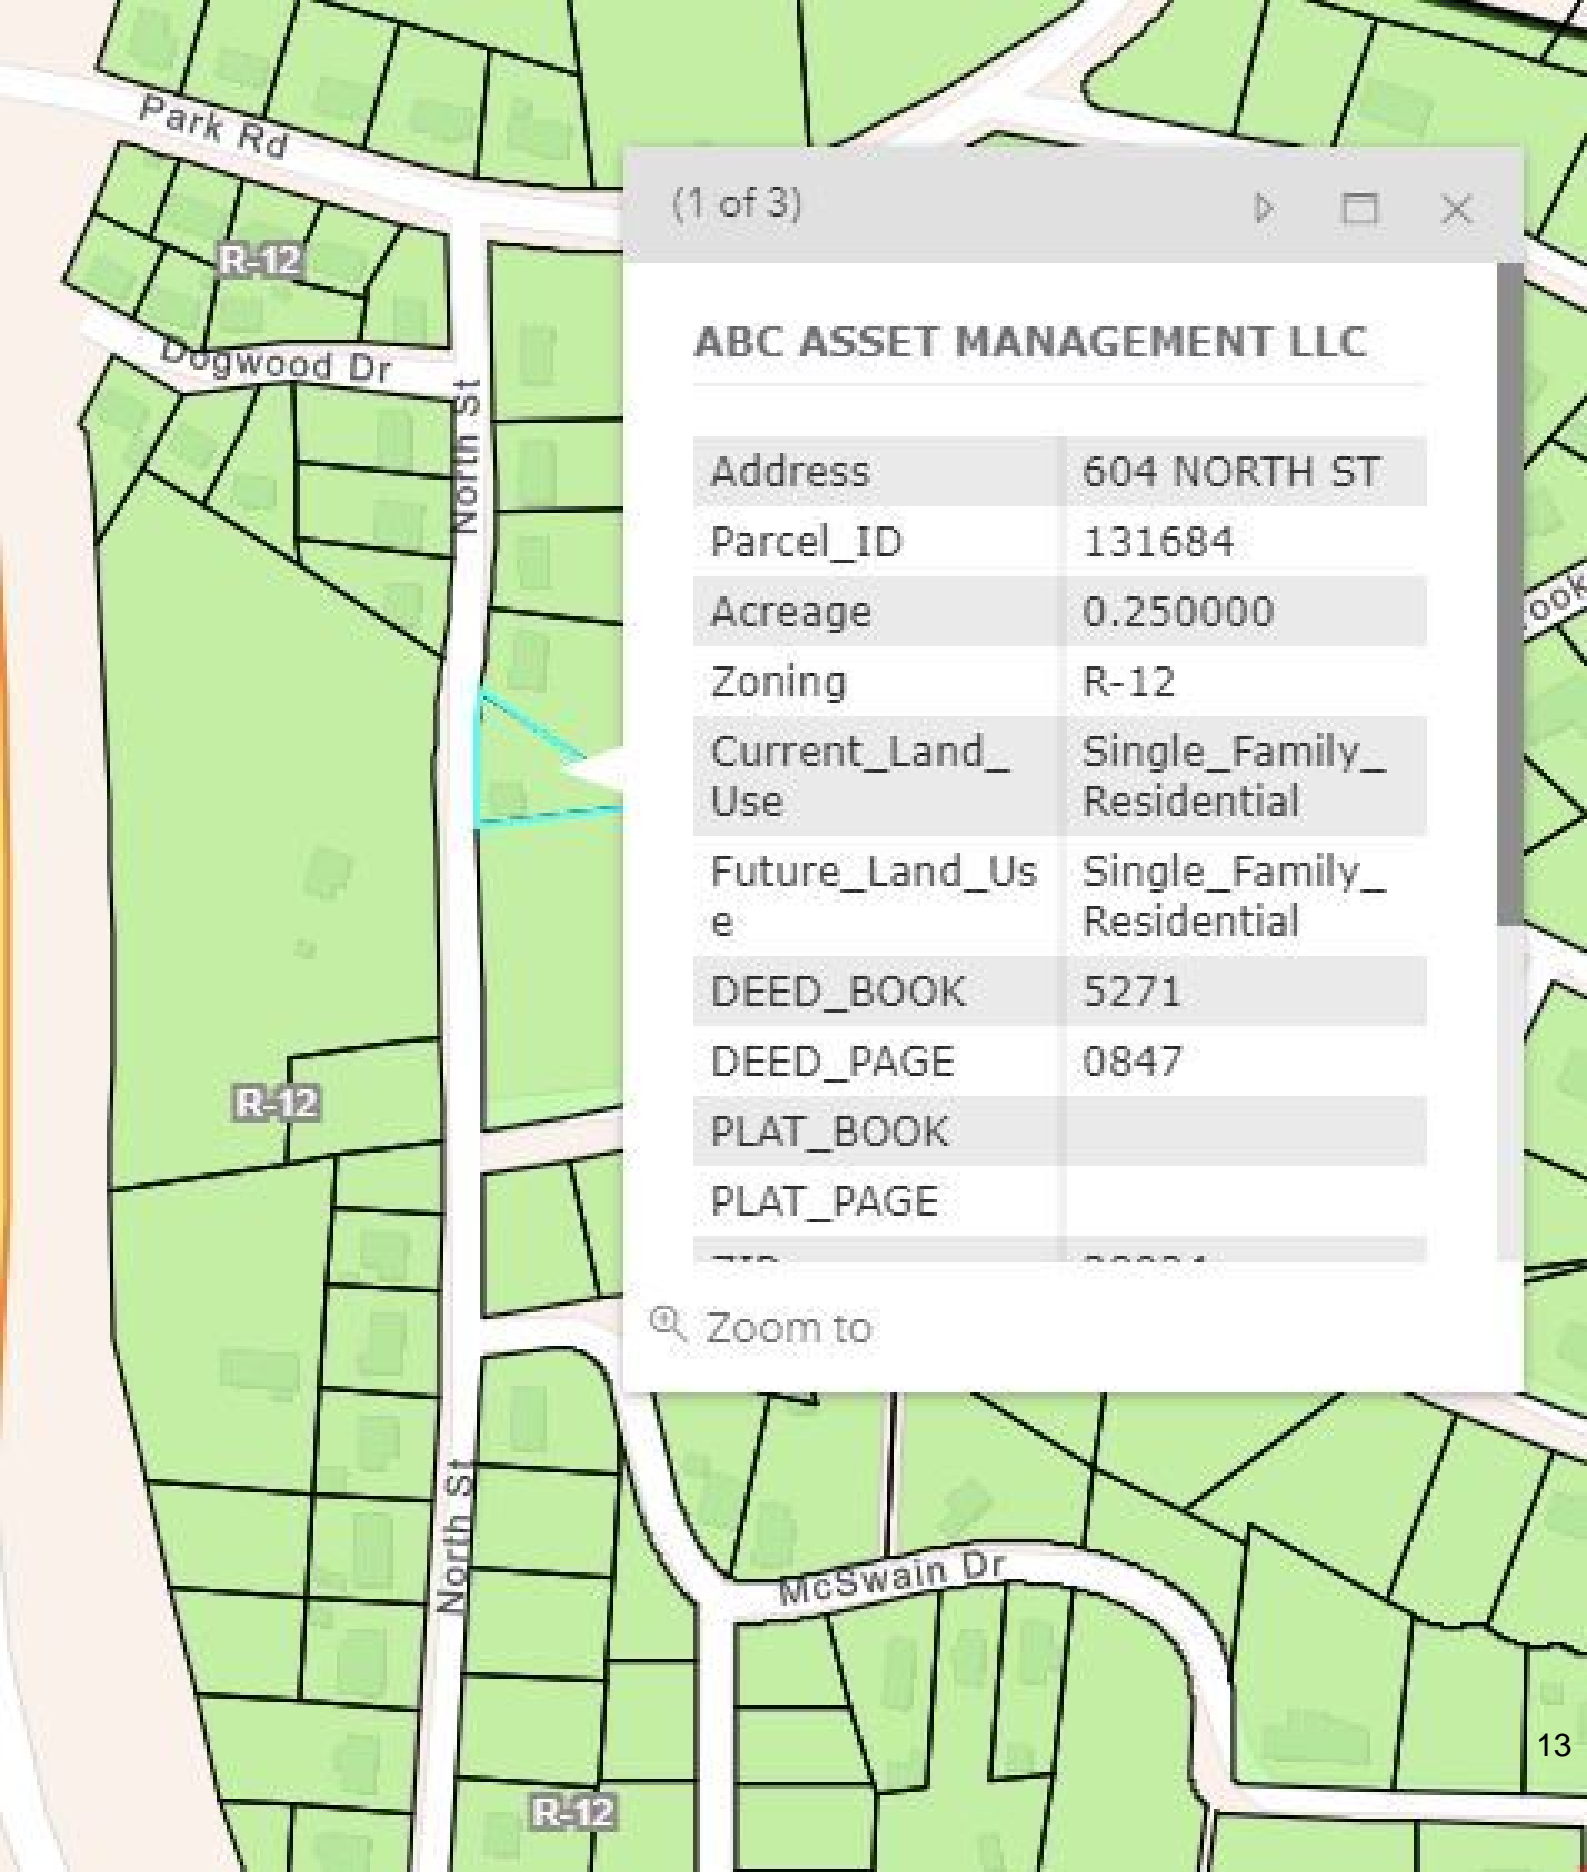 Park Rd
(1 of 3)
R-12
ABC ASSET MANAGEMENT LLC
Dogwood Dr
North St
Address 604 NORTH ST
Parcel_ID 131684
Acreage 0.250000
Zoning R-12
Current_Land_ Single_Family_
Use Residential
Future_Land_Us Single_Family_
e Residential
DEED_BOOK 5271
DEED_PAGE 0847
R-12
PLAT_BOOK
PLAT_PAGE
Zoom to
North St
McSwain Dr
13
R-12